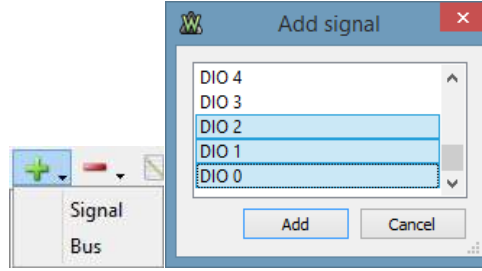 Add signal
DIO 4
DIO 3
DIO 2
DIO 1
DIO 0
Add Cancel
Signal
Bus